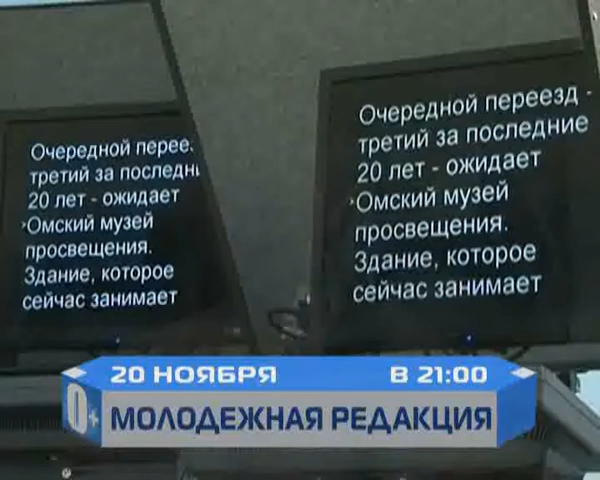 Очередной перее
третий за последн
20 лет - ожидает
Омский музей
просвещения.
Здание, которое
сейчас занимает
Очередной переезд -
третий за последние
20 лет - ожидает
Омский музей
просвещения.
Здание, которое
сейчас занимает
20 НОЯБРЯ В 21:00
0+ МОЛОДЕЖНАЯ РЕДАКЦИЯ